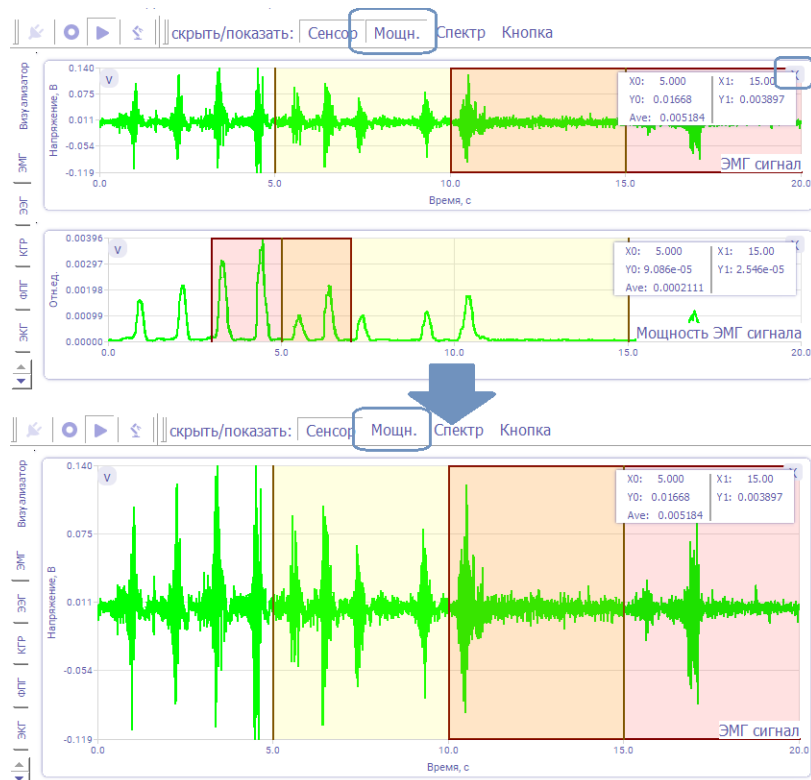 скрыть/показать: Сенсор Мощн. Спектр Кнопка
Визуализатор
ЭМГ
ЭЭГ
КГР
ФПГ
ЭКГ
Напряжение, В
0.140
0.075
0.011
-0.054
-0.119
v
X0: 5.000 X1: 15.00
Y0: 0.01668 Y1: 0.003897
Ave: 0.005184
x
ЭМГ сигнал
0.0 5.0 10.0 15.0 20.0
Время, с
Отн.ед.
0.00396
0.00297
0.00198
0.00099
0.00000
v
X0: 5.000 X1: 15.00
Y0: 9.086e-05 Y1: 2.546e-05
Ave: 0.0002111
x
Мощность ЭМГ сигнала
0.0 5.0 10.0 15.0 20.0
скрыть/показать: Сенсор Мощн. Спектр Кнопка
Визуализатор
ЭМГ
ЭЭГ
КГР
ФПГ
ЭКГ
Напряжение, В
0.140
0.075
0.011
-0.054
-0.119
v
X0: 5.000 X1: 15.00
Y0: 0.01668 Y1: 0.003897
Ave: 0.005184
x
ЭМГ сигнал
0.0 5.0 10.0 15.0 20.0
Время, с